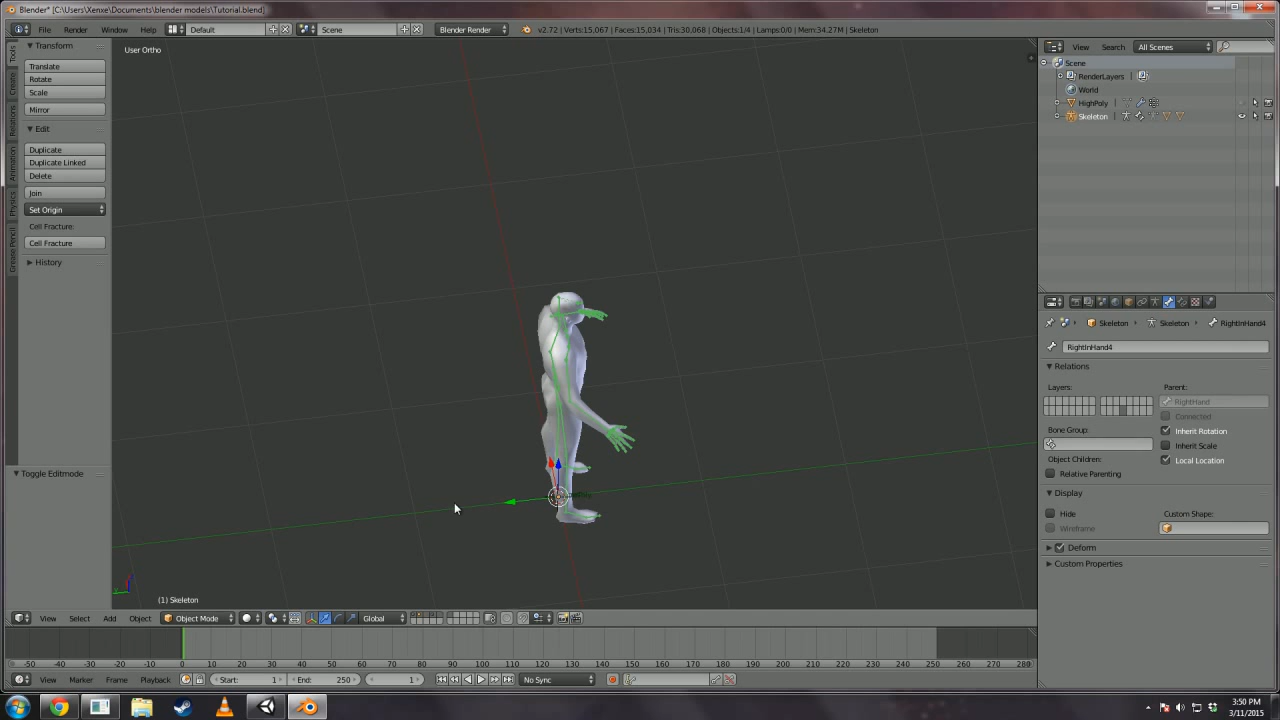 Blender* [C:\Users\Xenxe\Documents\blender models\Tutorial.blend]
File Render Window Help Default Scene Blender Render v2.72 | Verts:15,067 | Faces:15,034 | Tris:30,068 | Objects:1/4 | Lamps:0/0 | Mem:34.27M | Skeleton
View Search All Scenes
Transform
Translate
Rotate
Scale
Mirror
Edit
Duplicate
Duplicate Linked
Delete
Join
Set Origin
Cell Fracture:
Cell Fracture
History
Toggle Editmode
Tools
Create
Relations
Animation
Physics
Grease Pencil
User Ortho
(1) Skeleton
Scene
RenderLayers
World
HighPoly
Skeleton
Skeleton Skeleton RightInHand4
RightInHand4
Relations
Layers: Parent:
RightHand
Connected
Bone Group: Inherit Rotation
Inherit Scale
Object Children: Local Location
Relative Parenting
Display
Hide Custom Shape:
Wireframe
Deform
Custom Properties
View Select Add Object Object Mode Global
-50 -40 -30 -20 -10 0 10 20 30 40 50 60 70 80 90 100 110 120 130 140 150 160 170 180 190 200 210 220 230 240 250 260 270 280
View Marker Frame Playback Start: 1 End: 250 1 No Sync
3:50 PM
3/11/2015